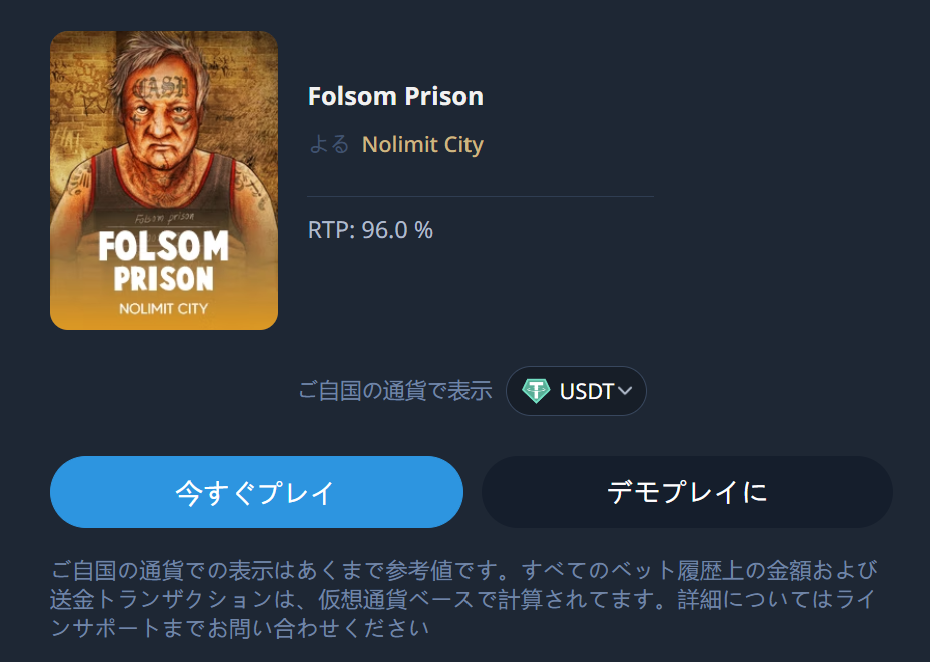 CASH
Folsom prison
FOLSOM
PRISON
NOLIMIT CITY
Folsom Prison
よる Nolimit City
RTP: 96.0 %
ご自国の通貨で表示 USDT
今すぐプレイ
デモプレイに
ご自国の通貨での表示はあくまで参考値です。すべてのベット履歴上の金額および
送金トランザクションは、仮想通貨ベースで計算されてます。詳細についてはライ
ンサポートまでお問い合わせください